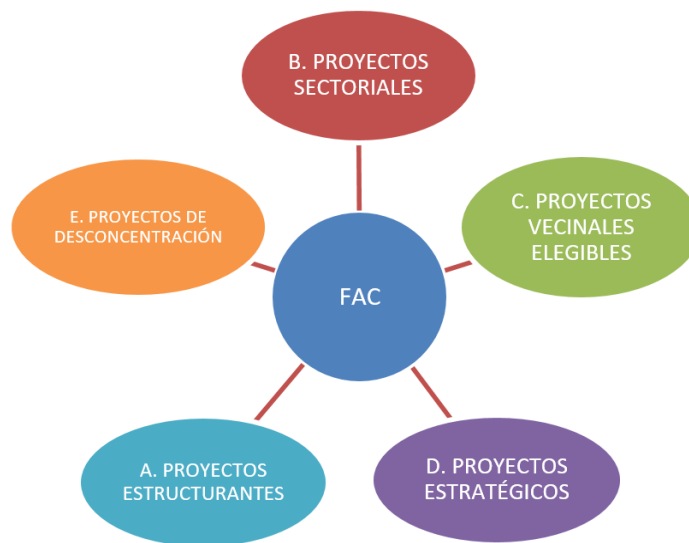 B. PROYECTOS
SECTORIALES
E. PROYECTOS DE
DESCONCENTRACIÓN
C. PROYECTOS
VECINALES
ELEGIBLES
FAC
A. PROYECTOS
ESTRUCTURANTES
D. PROYECTOS
ESTRATÉGICOS